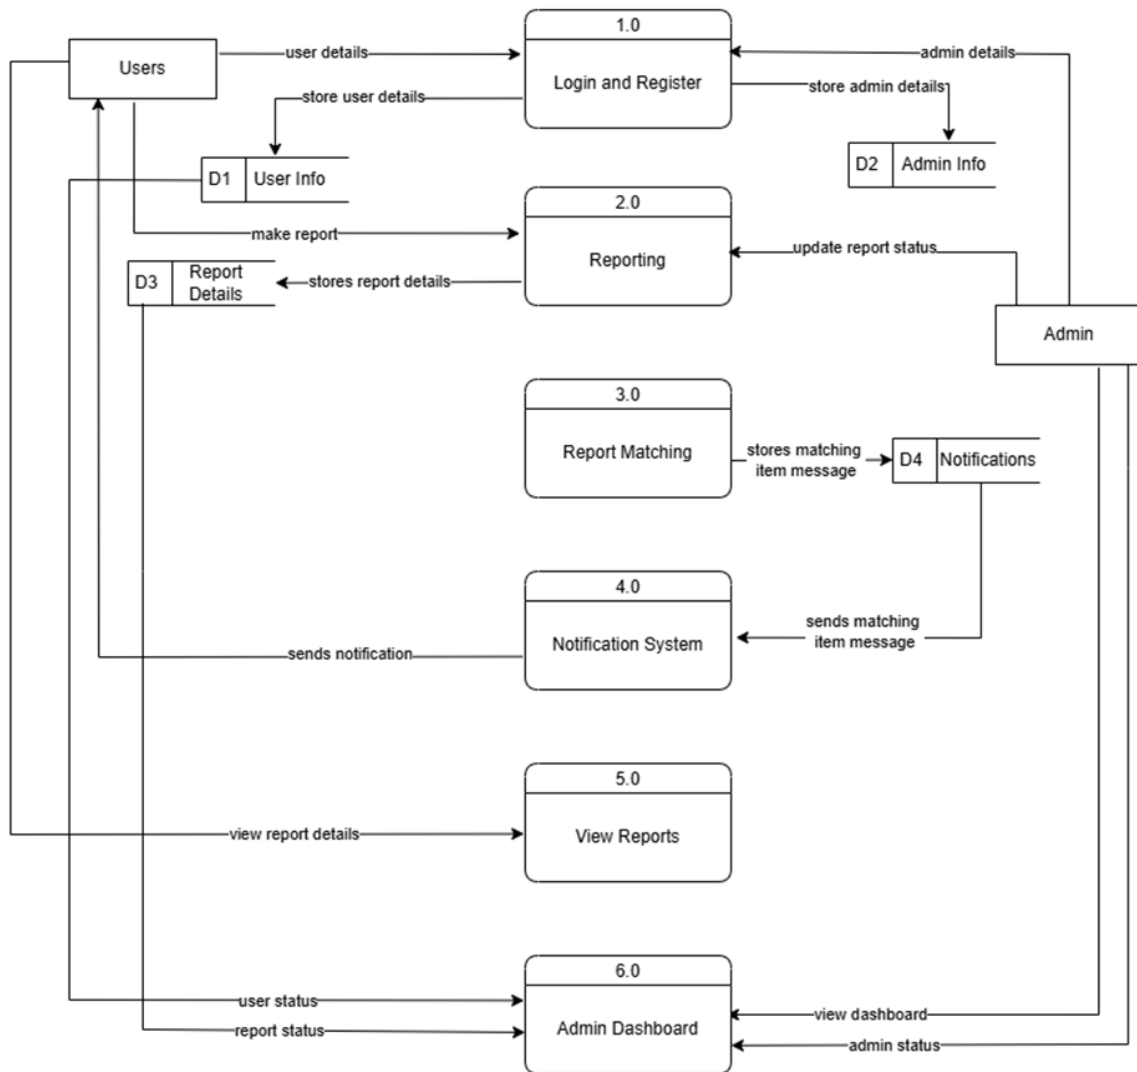 1.0
Users
user details
Login and Register
admin details
store user details
store admin details
D1
User Info
D2
Admin Info
2.0
make report
Reporting
update report status
D3
Report
Details
stores report details
Admin
3.0
Report Matching
stores matching
item message
D4
Notifications
4.0
Notification System
sends matching
item message
sends notification
5.0
view report details
View Reports
6.0
user status
Admin Dashboard
view dashboard
report status
admin status